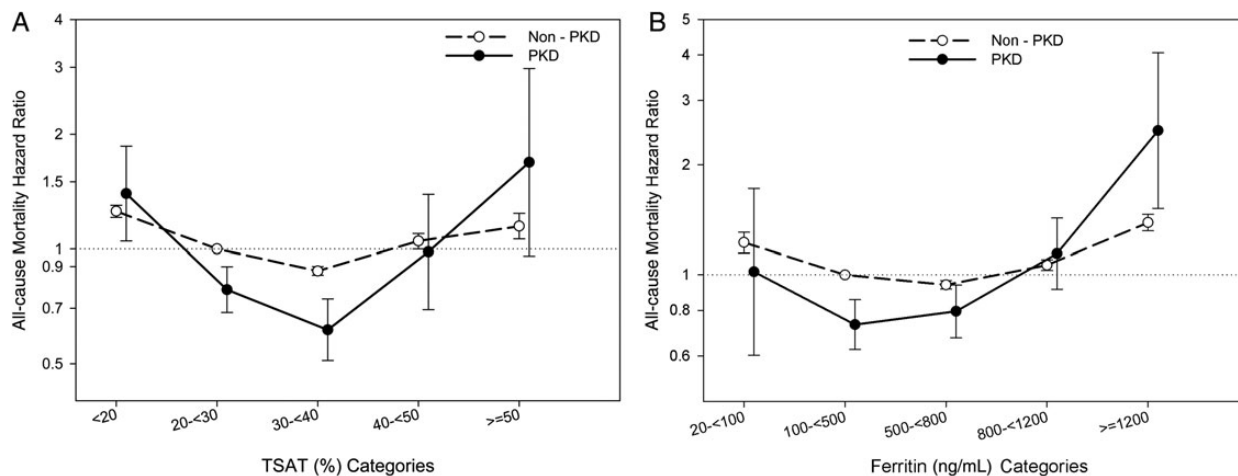 A
All-cause Mortality Hazard Ratio
4
3
2
1.5
1
0.9
0.7
0.5
Non - PKD
PKD
<20
20-<30
30-<40
40-<50
>=50
TSAT (%) Categories
B
All-cause Mortality Hazard Ratio
5
4
3
2
1
0.8
0.6
Non - PKD
PKD
20-<100
100-<500
500-<800
800-<1200
>=1200
Ferritin (ng/mL) Categories